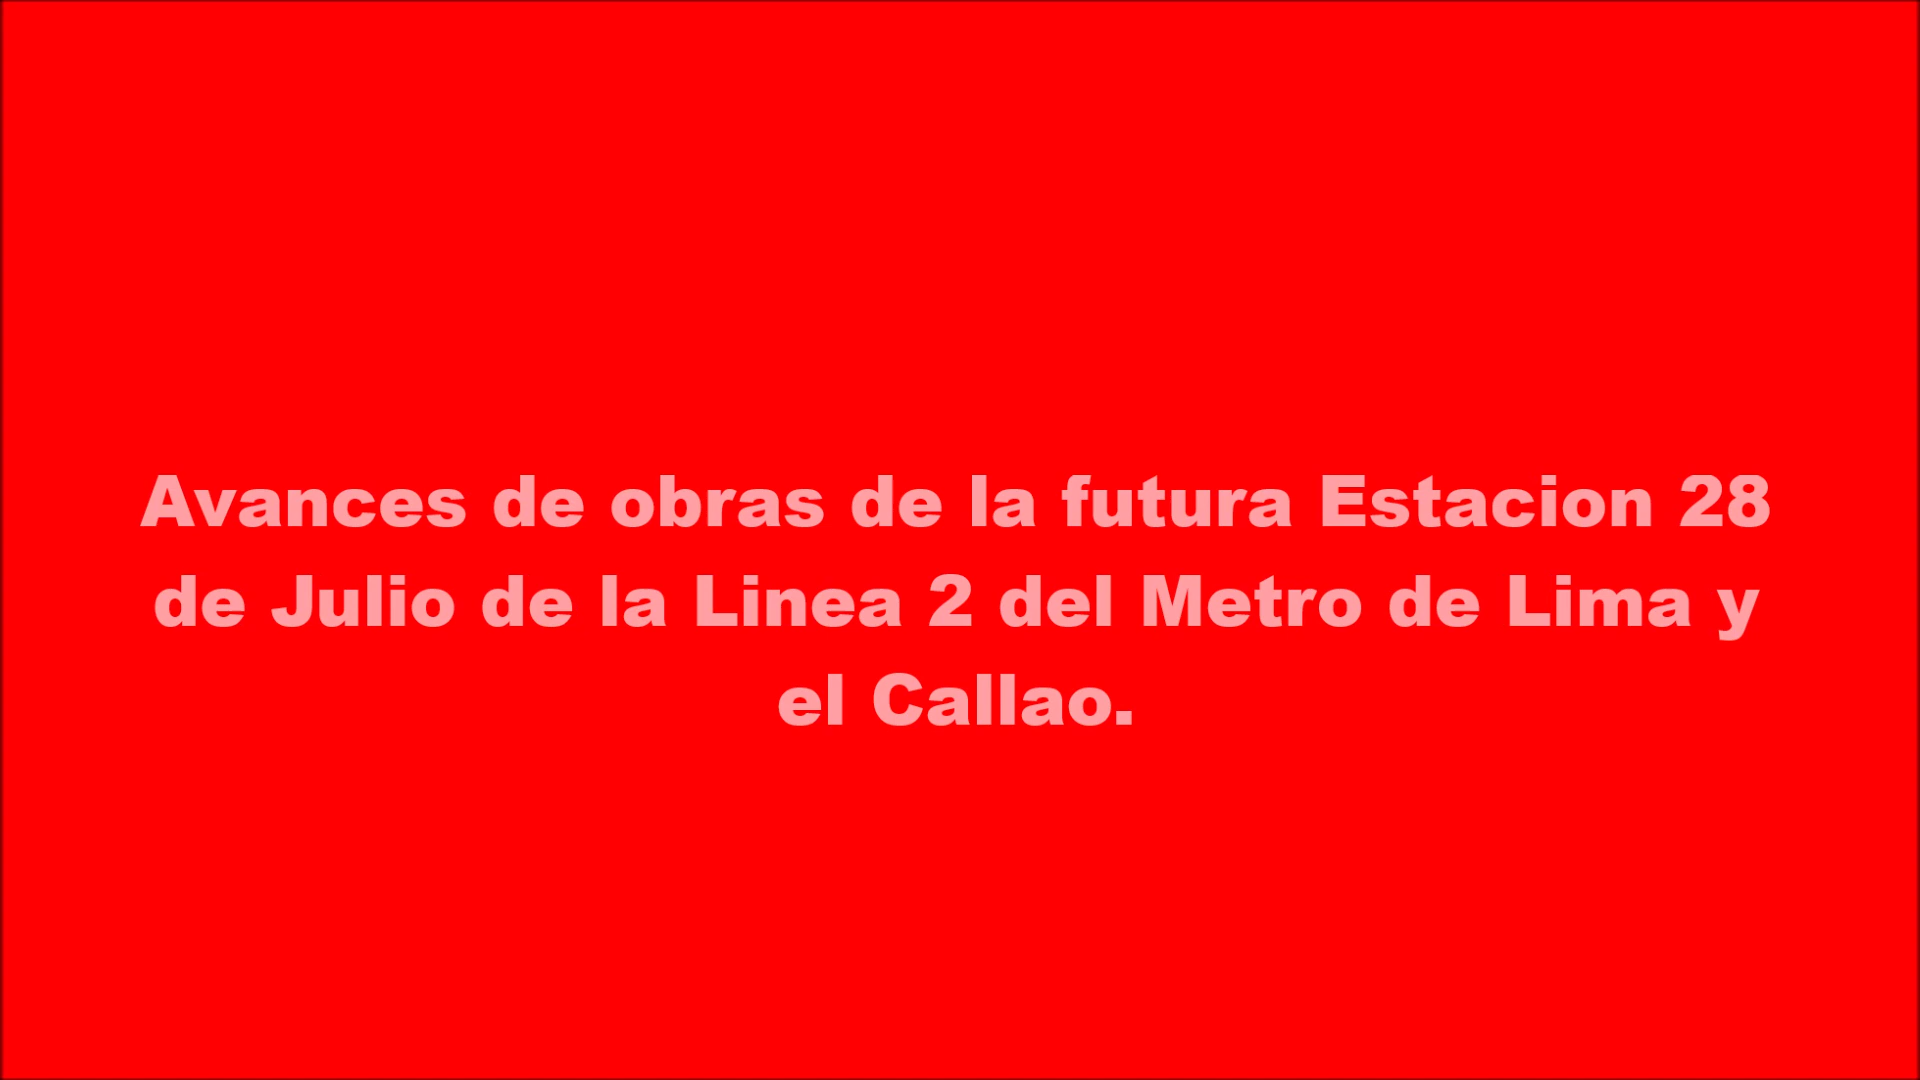 Avances de obras de la futura Estacion 28
de Julio de la Linea 2 del Metro de Lima y
el Callao.